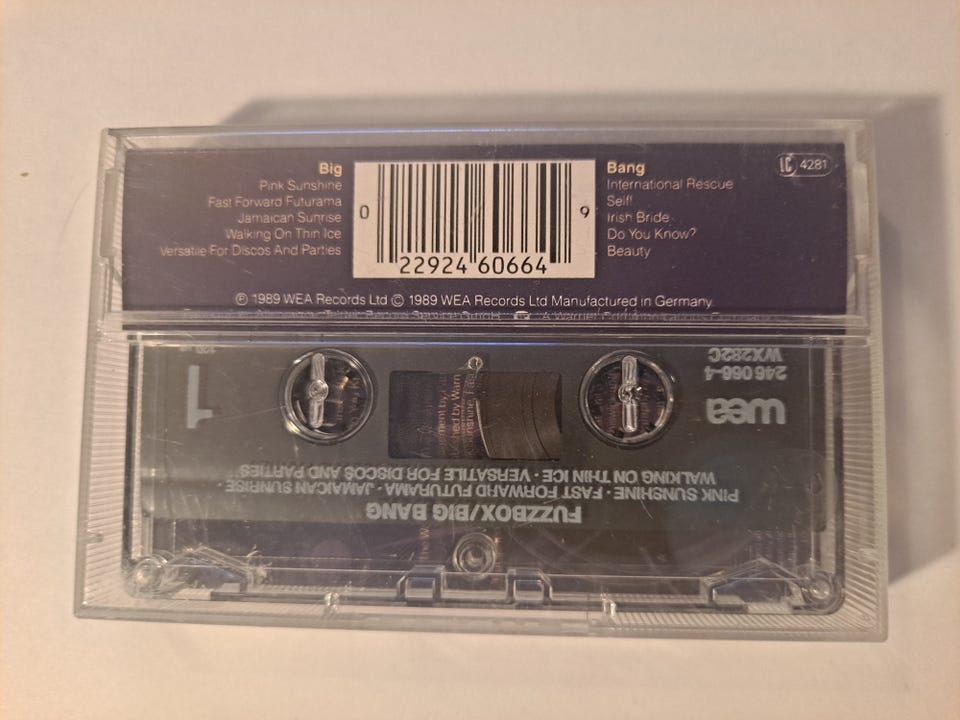 Big
Pink Sunshine
Fast Forward Futurama
Jamaican Sunrise
Walking On Thin Ice
Versatile For Discos And Parties
0 22924 60664 9
Bang
International Rescue
Self!
Irish Bride
Do You Know?
Beauty
LC 4281
℗ 1989 WEA Records Ltd © 1989 WEA Records Ltd Manufactured in Germany
FUZZBOX/BIG BANG
PINK SUNSHINE · FAST FORWARD FUTURAMA · JAMAICAN SUNRISE ·
WALKING ON THIN ICE · VERSATILE FOR DISCOS AND PARTIES
wea
1
246 066-4
WX282C